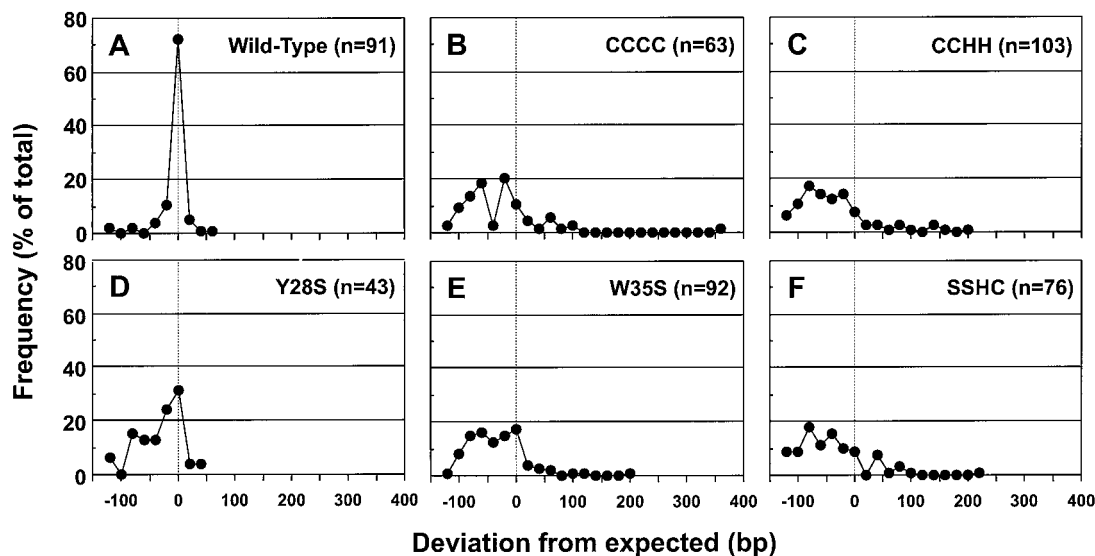 Frequency (% of total)
80
60
40
20
0
A Wild-Type (n=91)
B CCCC (n=63)
C CCHH (n=103)
80
60
40
20
0
D Y28S (n=43)
E W35S (n=92)
F SSHC (n=76)
-100 0 100 200 300 400
-100 0 100 200 300 400
-100 0 100 200 300 400
Deviation from expected (bp)